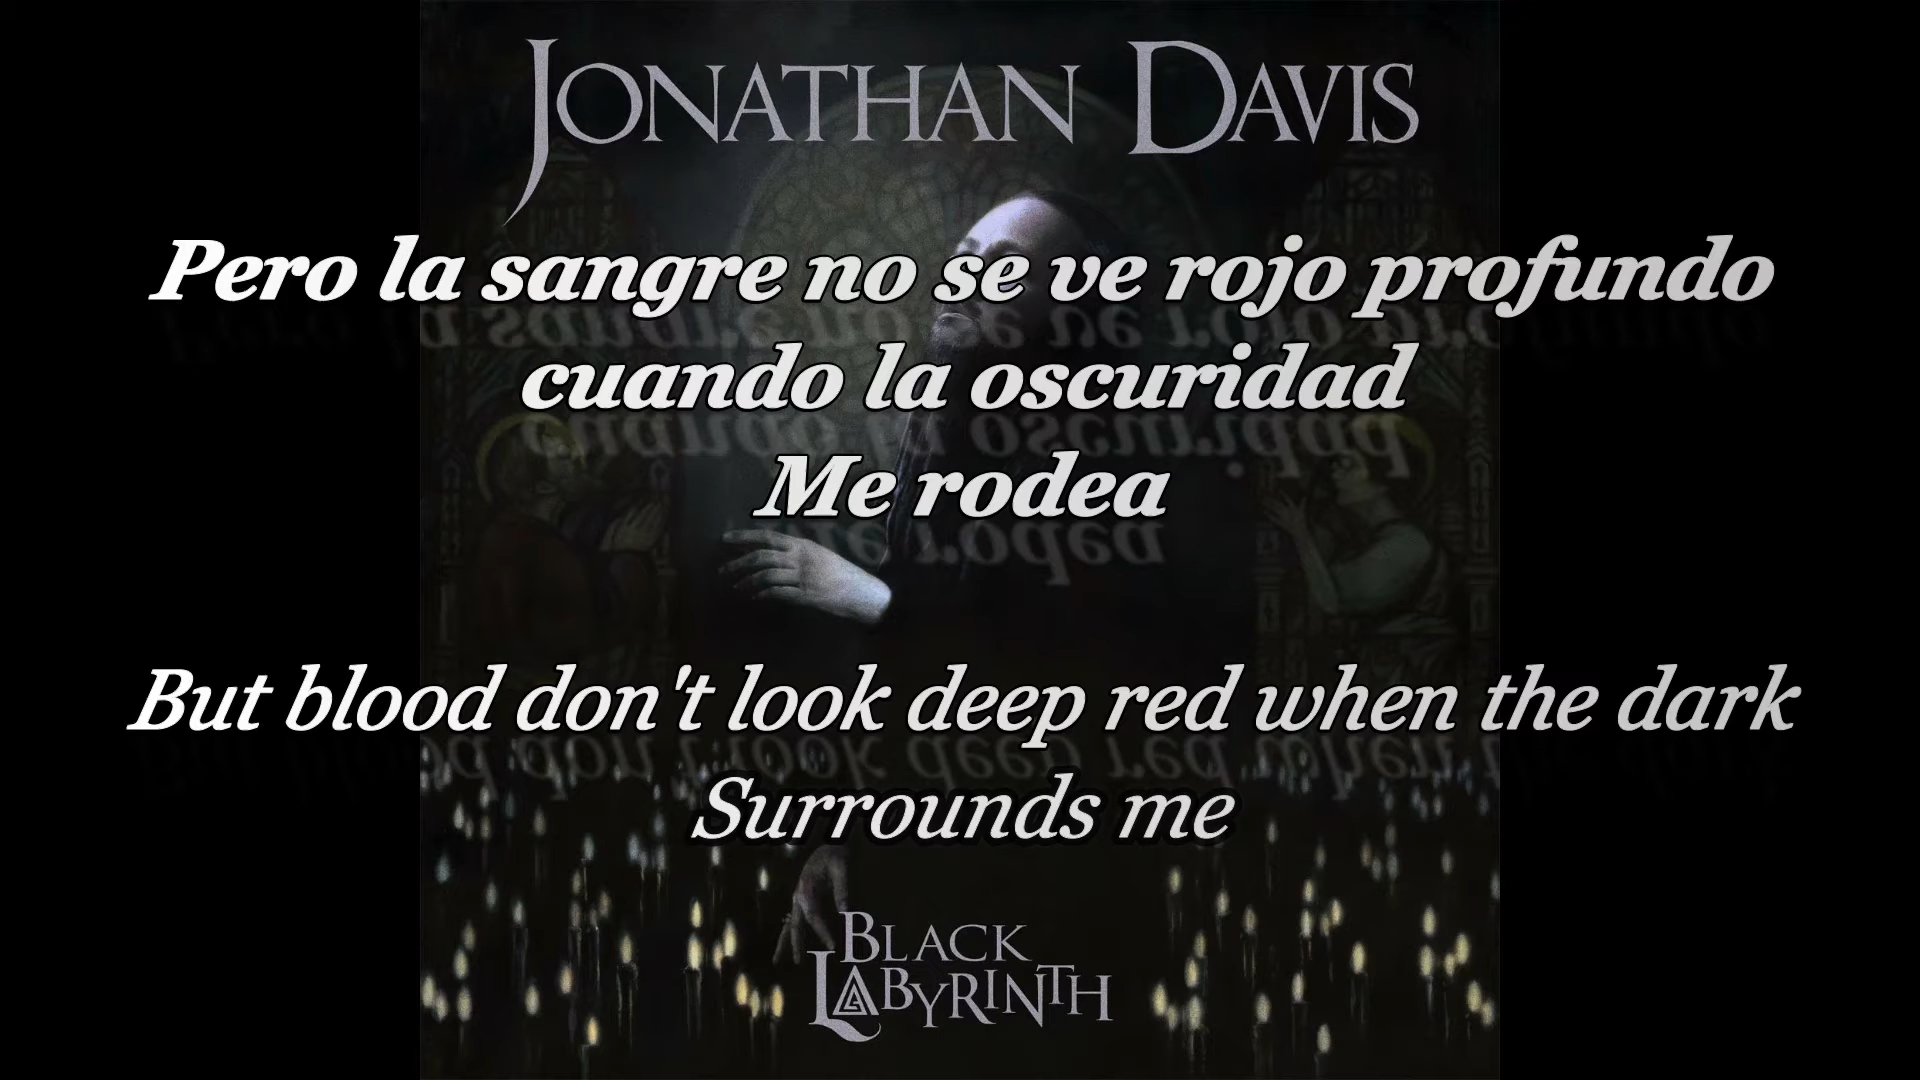 JONATHAN DAVIS
Pero la sangre no se ve rojo profundo
cuando la oscuridad
Me rodea
But blood don't look deep red when the dark
Surrounds me
BLACK
LABYRINTH